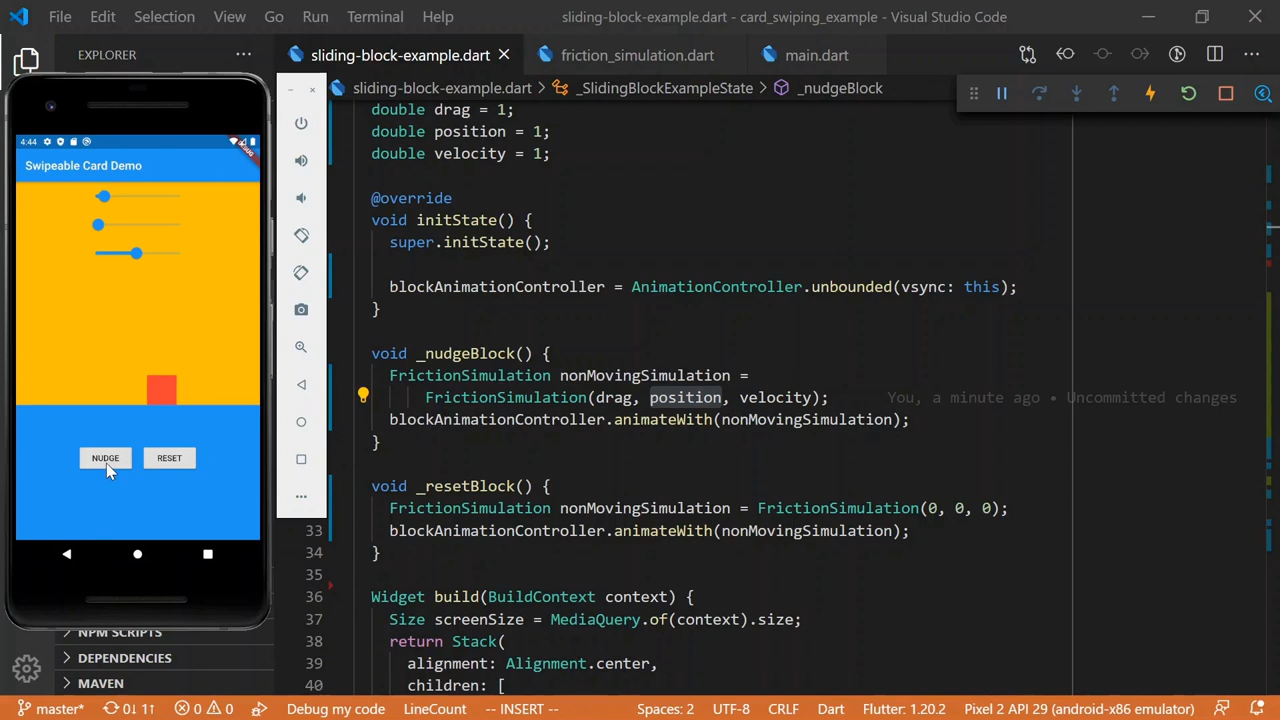 File Edit Selection View Go Run Terminal Help sliding-block-example.dart - card_swiping_example - Visual Studio Code
EXPLORER
sliding-block-example.dart friction_simulation.dart main.dart
sliding-block-example.dart > _SlidingBlockExampleState > _nudgeBlock
double drag = 1;
double position = 1;
double velocity = 1;
@override
void initState() {
super.initState();
blockAnimationController = AnimationController.unbounded(vsync: this);
}
void _nudgeBlock() {
FrictionSimulation nonMovingSimulation =
FrictionSimulation(drag, position, velocity); You, a minute ago • Uncommitted changes
blockAnimationController.animateWith(nonMovingSimulation);
}
void _resetBlock() {
FrictionSimulation nonMovingSimulation = FrictionSimulation(0, 0, 0);
33 blockAnimationController.animateWith(nonMovingSimulation);
34 }
35
36 Widget build(BuildContext context) {
37 Size screenSize = MediaQuery.of(context).size;
38 return Stack(
39 alignment: Alignment.center,
40 children: [
4:44
DEBUG
Swipeable Card Demo
NUDGE RESET
NPM SCRIPTS
DEPENDENCIES
MAVEN
master* 0↓ 1↑ 0 0 Debug my code LineCount -- INSERT -- Spaces: 2 UTF-8 CRLF Dart Flutter: 1.20.2 Pixel 2 API 29 (android-x86 emulator)